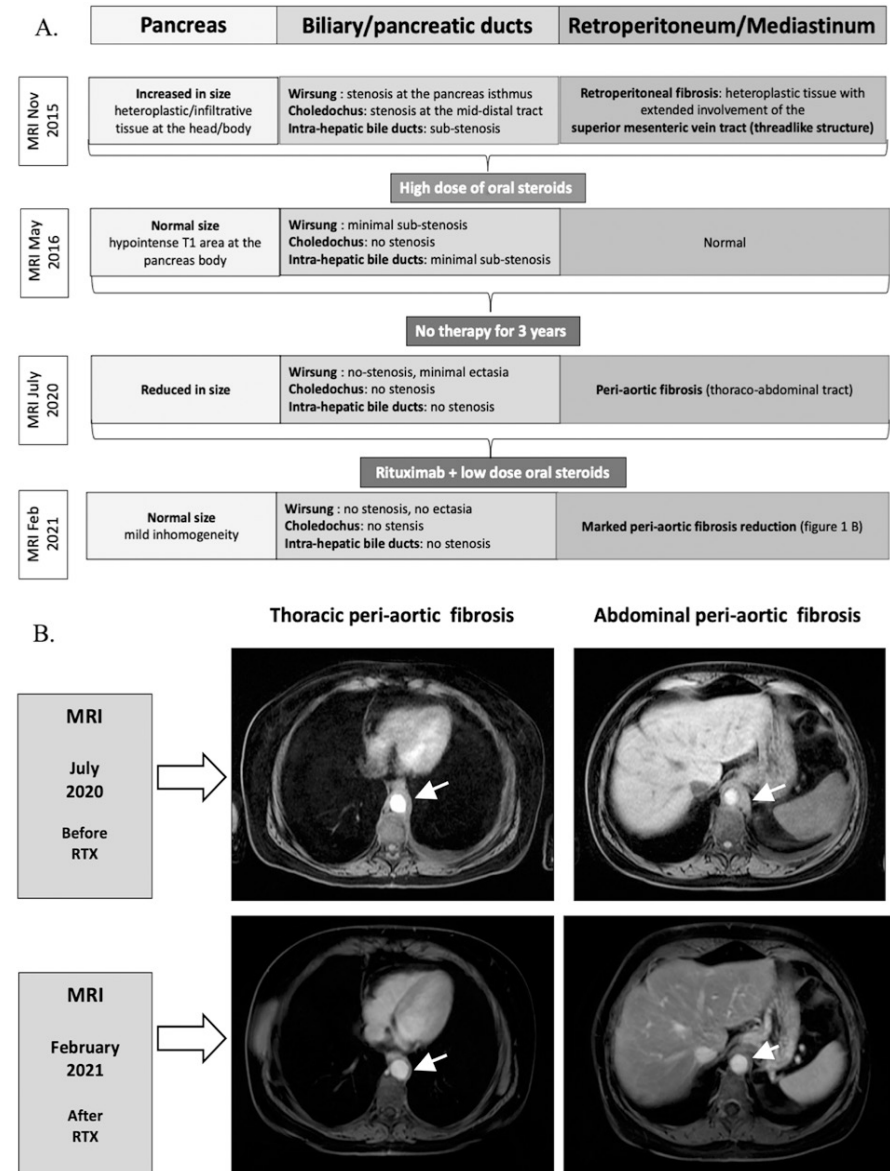 A.
Pancreas
Biliary/pancreatic ducts
Retroperitoneum/Mediastinum
MRI Nov
2015
Increased in size
heteroplastic/infiltrative
tissue at the head/body
Wirsung : stenosis at the pancreas isthmus
Choledochus: stenosis at the mid-distal tract
Intra-hepatic bile ducts: sub-stenosis
Retroperitoneal fibrosis: heteroplastic tissue with
extended involvement of the
superior mesenteric vein tract (threadlike structure)
High dose of oral steroids
MRI May
2016
Normal size
hypointense T1 area at the
pancreas body
Wirsung : minimal sub-stenosis
Choledochus: no stenosis
Intra-hepatic bile ducts: minimal sub-stenosis
Normal
No therapy for 3 years
MRI July
2020
Reduced in size
Wirsung : no-stenosis, minimal ectasia
Choledochus: no stenosis
Intra-hepatic bile ducts: no stenosis
Peri-aortic fibrosis (thoraco-abdominal tract)
Rituximab + low dose oral steroids
MRI Feb
2021
Normal size
mild inhomogeneity
Wirsung : no stenosis, no ectasia
Choledochus: no stensis
Intra-hepatic bile ducts: no stenosis
Marked peri-aortic fibrosis reduction (figure 1 B)
B.
Thoracic peri-aortic fibrosis
Abdominal peri-aortic fibrosis
MRI
July
2020
Before
RTX
MRI
February
2021
After
RTX